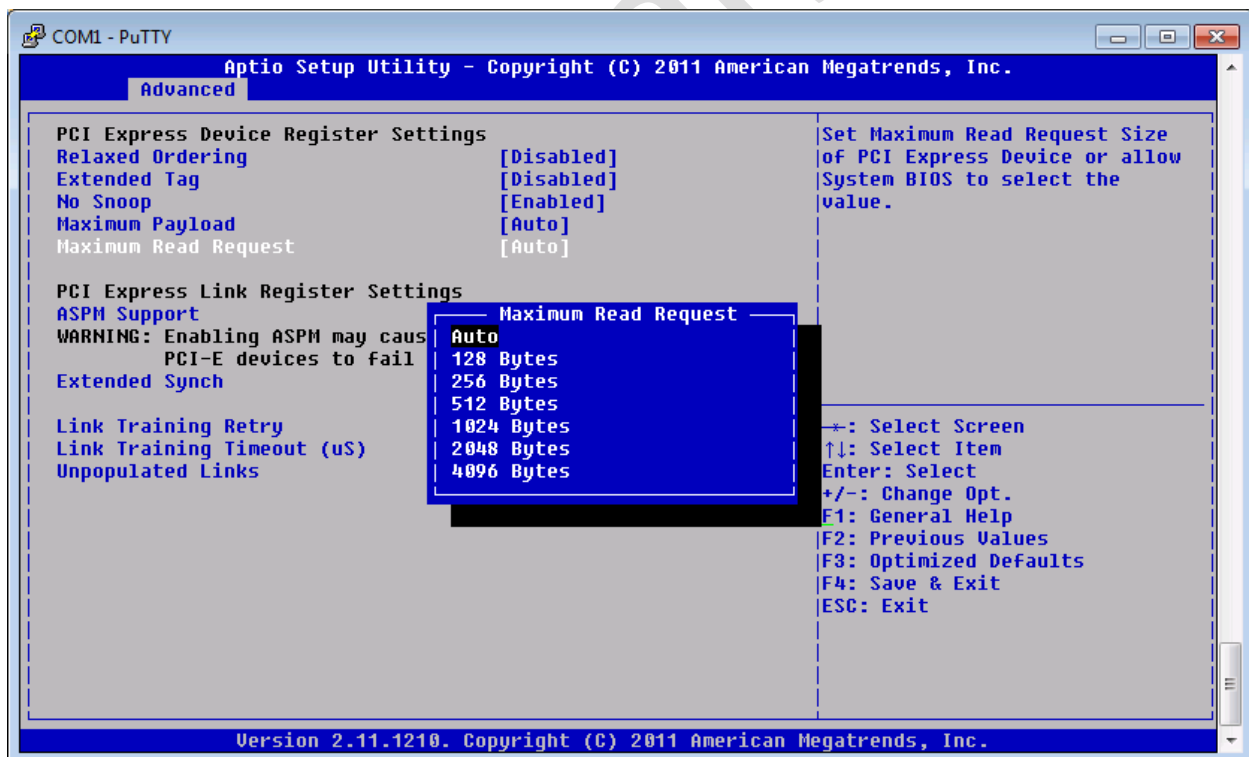 COM1 - PuTTY
Aptio Setup Utility - Copyright (C) 2011 American Megatrends, Inc.
Advanced
PCI Express Device Register Settings
Relaxed Ordering [Disabled]
Extended Tag [Disabled]
No Snoop [Enabled]
Maximum Payload [Auto]
Maximum Read Request [Auto]
PCI Express Link Register Settings
ASPM Support
WARNING: Enabling ASPM may caus
PCI-E devices to fail
Extended Synch
Link Training Retry
Link Training Timeout (uS)
Unpopulated Links
Maximum Read Request
Auto
128 Bytes
256 Bytes
512 Bytes
1024 Bytes
2048 Bytes
4096 Bytes
Set Maximum Read Request Size
of PCI Express Device or allow
System BIOS to select the
value.
→←: Select Screen
↑↓: Select Item
Enter: Select
+/-: Change Opt.
F1: General Help
F2: Previous Values
F3: Optimized Defaults
F4: Save & Exit
ESC: Exit
Version 2.11.1210. Copyright (C) 2011 American Megatrends, Inc.